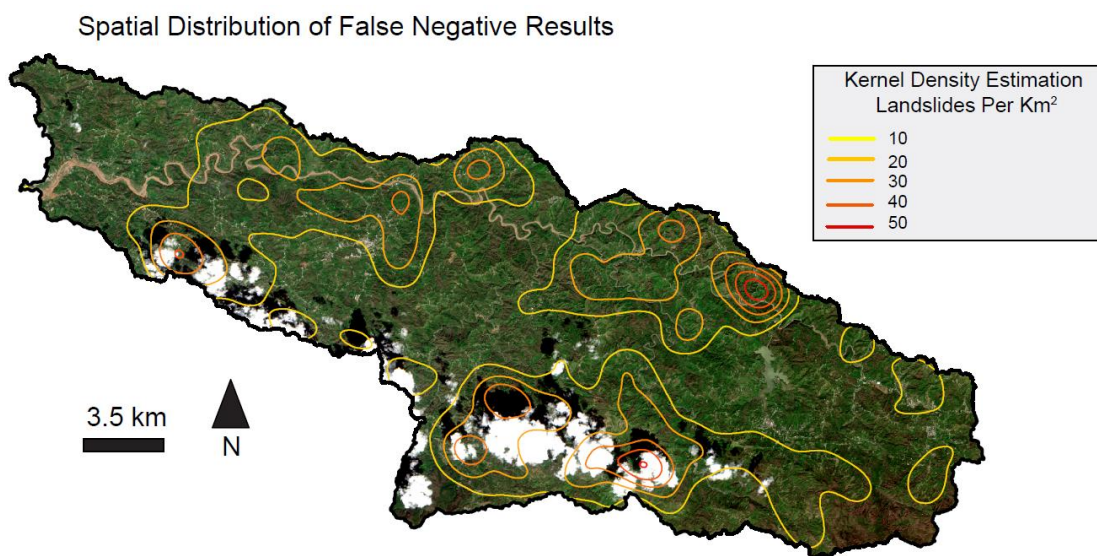 Spatial Distribution of False Negative Results
Kernel Density Estimation
Landslides Per Km²
10
20
30
40
50
3.5 km
N